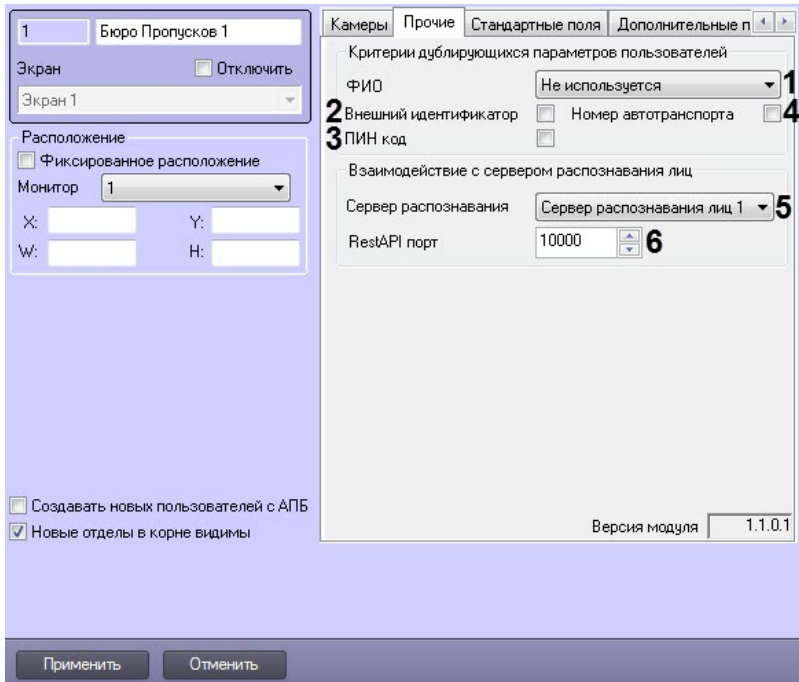 1 Бюро Пропусков 1
Экран Отключить
Экран 1
Расположение
Фиксированное расположение
Монитор 1
X: Y:
W: H:
Создавать новых пользователей с АПБ
Новые отделы в корне видимы
Камеры Прочие Стандартные поля Дополнительные п
Критерии дублирующихся параметров пользователей
ФИО Не используется 1
2 Внешний идентификатор Номер автотранспорта 4
3 ПИН код
Взаимодействие с сервером распознавания лиц
Сервер распознавания Сервер распознавания лиц 1 5
RestAPI порт 10000 6
Версия модуля 1.1.0.1
Применить Отменить